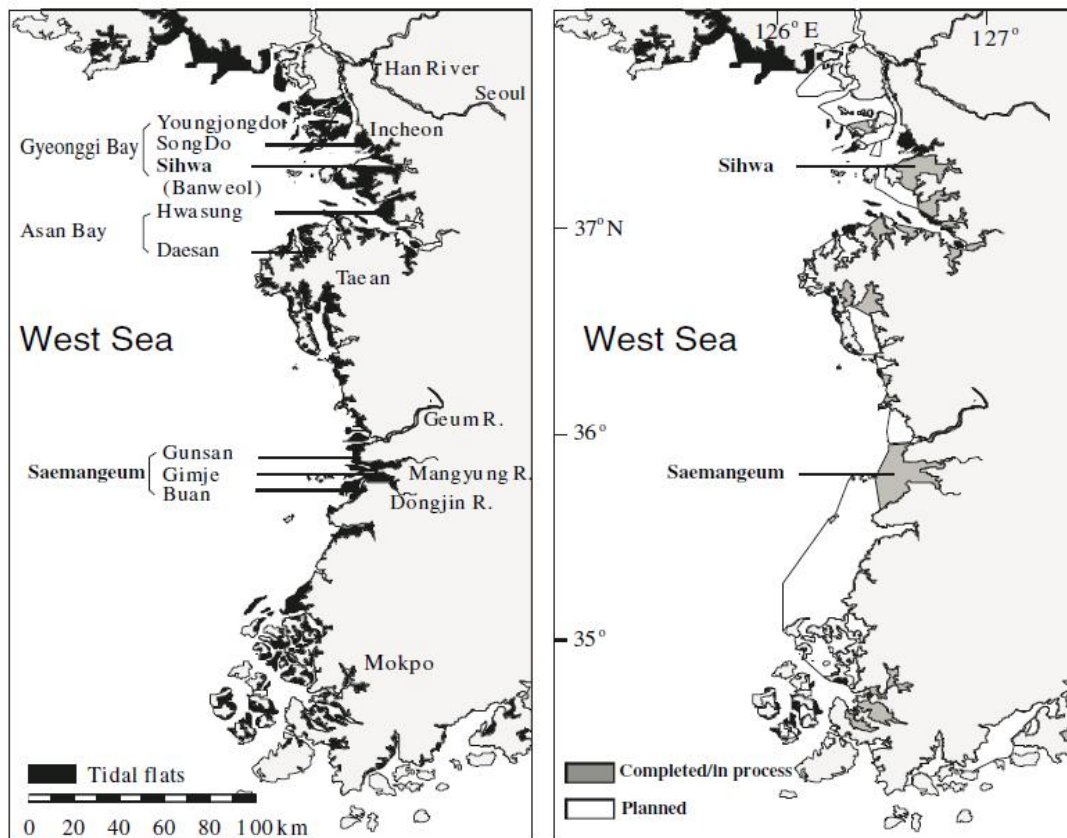 Han River
Seoul
Youngjongdo
Incheon
Gyeonggi Bay
SongDo
Sihwa
(Banweol)
Hwasung
Asan Bay
Daesan
Taean
West Sea
Geum R.
Gunsan
Saemangeum
Gimje
Mangyung R.
Buan
Dongjin R.
Mokpo
Tidal flats
0 20 40 60 80 100 km
126° E
127°
Sihwa
37° N
West Sea
36°
Saemangeum
35°
Completed/in process
Planned